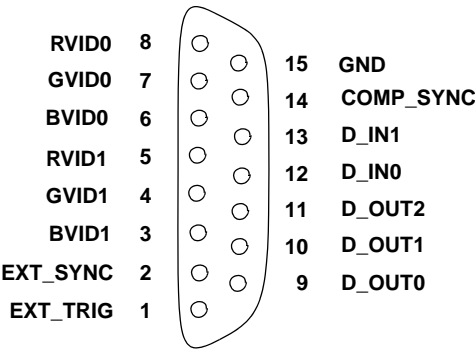 RVID0 8
GVID0 7
BVID0 6
RVID1 5
GVID1 4
BVID1 3
EXT_SYNC 2
EXT_TRIG 1
15 GND
14 COMP_SYNC
13 D_IN1
12 D_IN0
11 D_OUT2
10 D_OUT1
9 D_OUT0